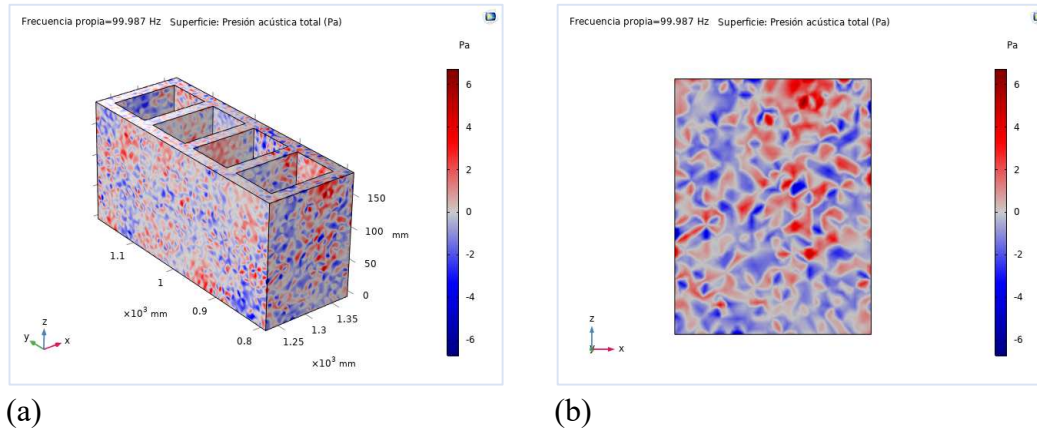 Frecuencia propia=99.987 Hz Superficie: Presión acústica total (Pa)
Pa
6
4
2
0
-2
-4
-6
150
100
mm
50
0
1.1
1
0.9
0.8
×10³ mm
1.35
1.3
1.25
×10³ mm
z
y
x
(a)
Frecuencia propia=99.987 Hz Superficie: Presión acústica total (Pa)
Pa
6
4
2
0
-2
-4
-6
z
y
x
(b)